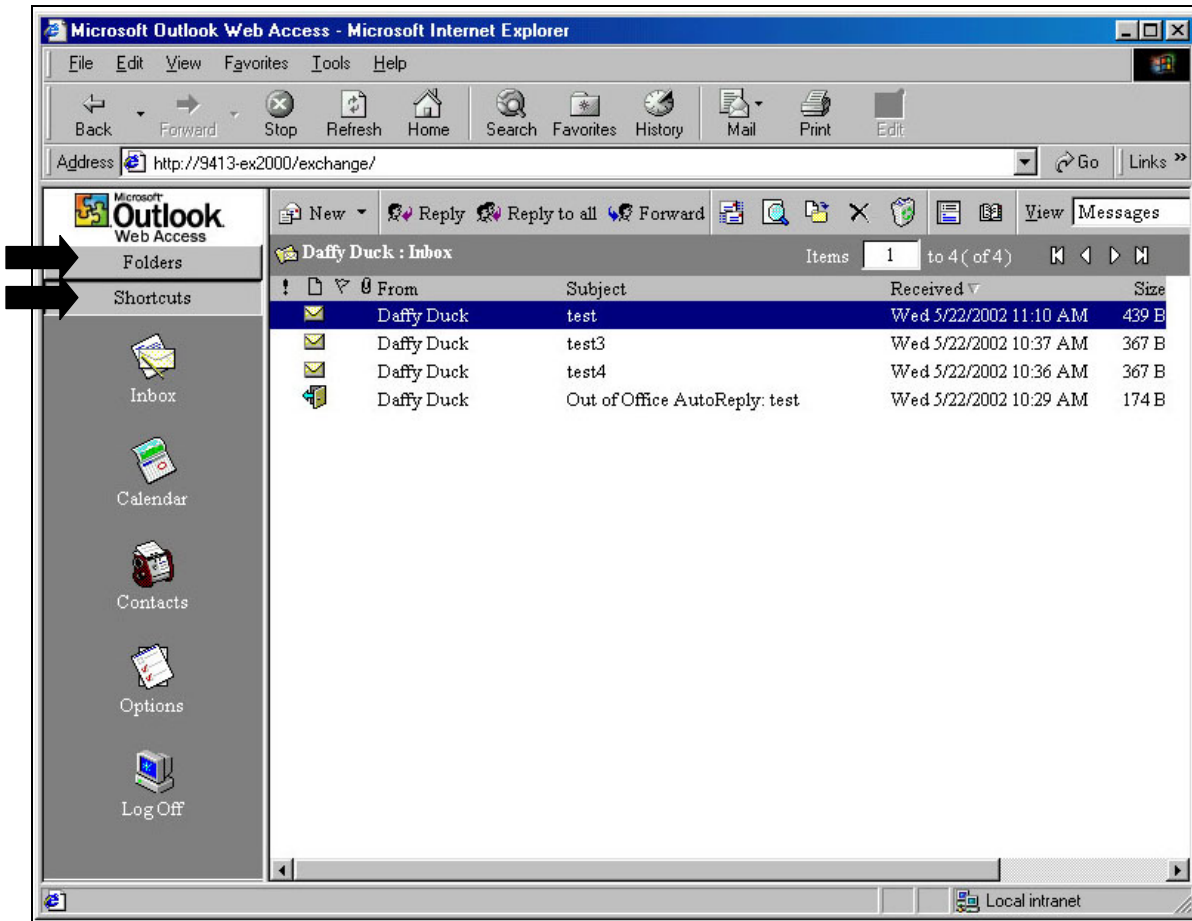 Microsoft Outlook Web Access - Microsoft Internet Explorer
File Edit View Favorites Tools Help
Back Forward Stop Refresh Home Search Favorites History Mail Print Edit
Address http://9413-ex2000/exchange/ Go Links »
Microsoft
Outlook
Web Access
New Reply Reply to all Forward View Messages
Folders
Daffy Duck : Inbox Items 1 to 4 ( of 4)
Shortcuts
! From Subject Received Size
Daffy Duck test Wed 5/22/2002 11:10 AM 439 B
Daffy Duck test3 Wed 5/22/2002 10:37 AM 367 B
Daffy Duck test4 Wed 5/22/2002 10:36 AM 367 B
Daffy Duck Out of Office AutoReply: test Wed 5/22/2002 10:29 AM 174 B
Inbox
Calendar
Contacts
Options
Log Off
Local intranet